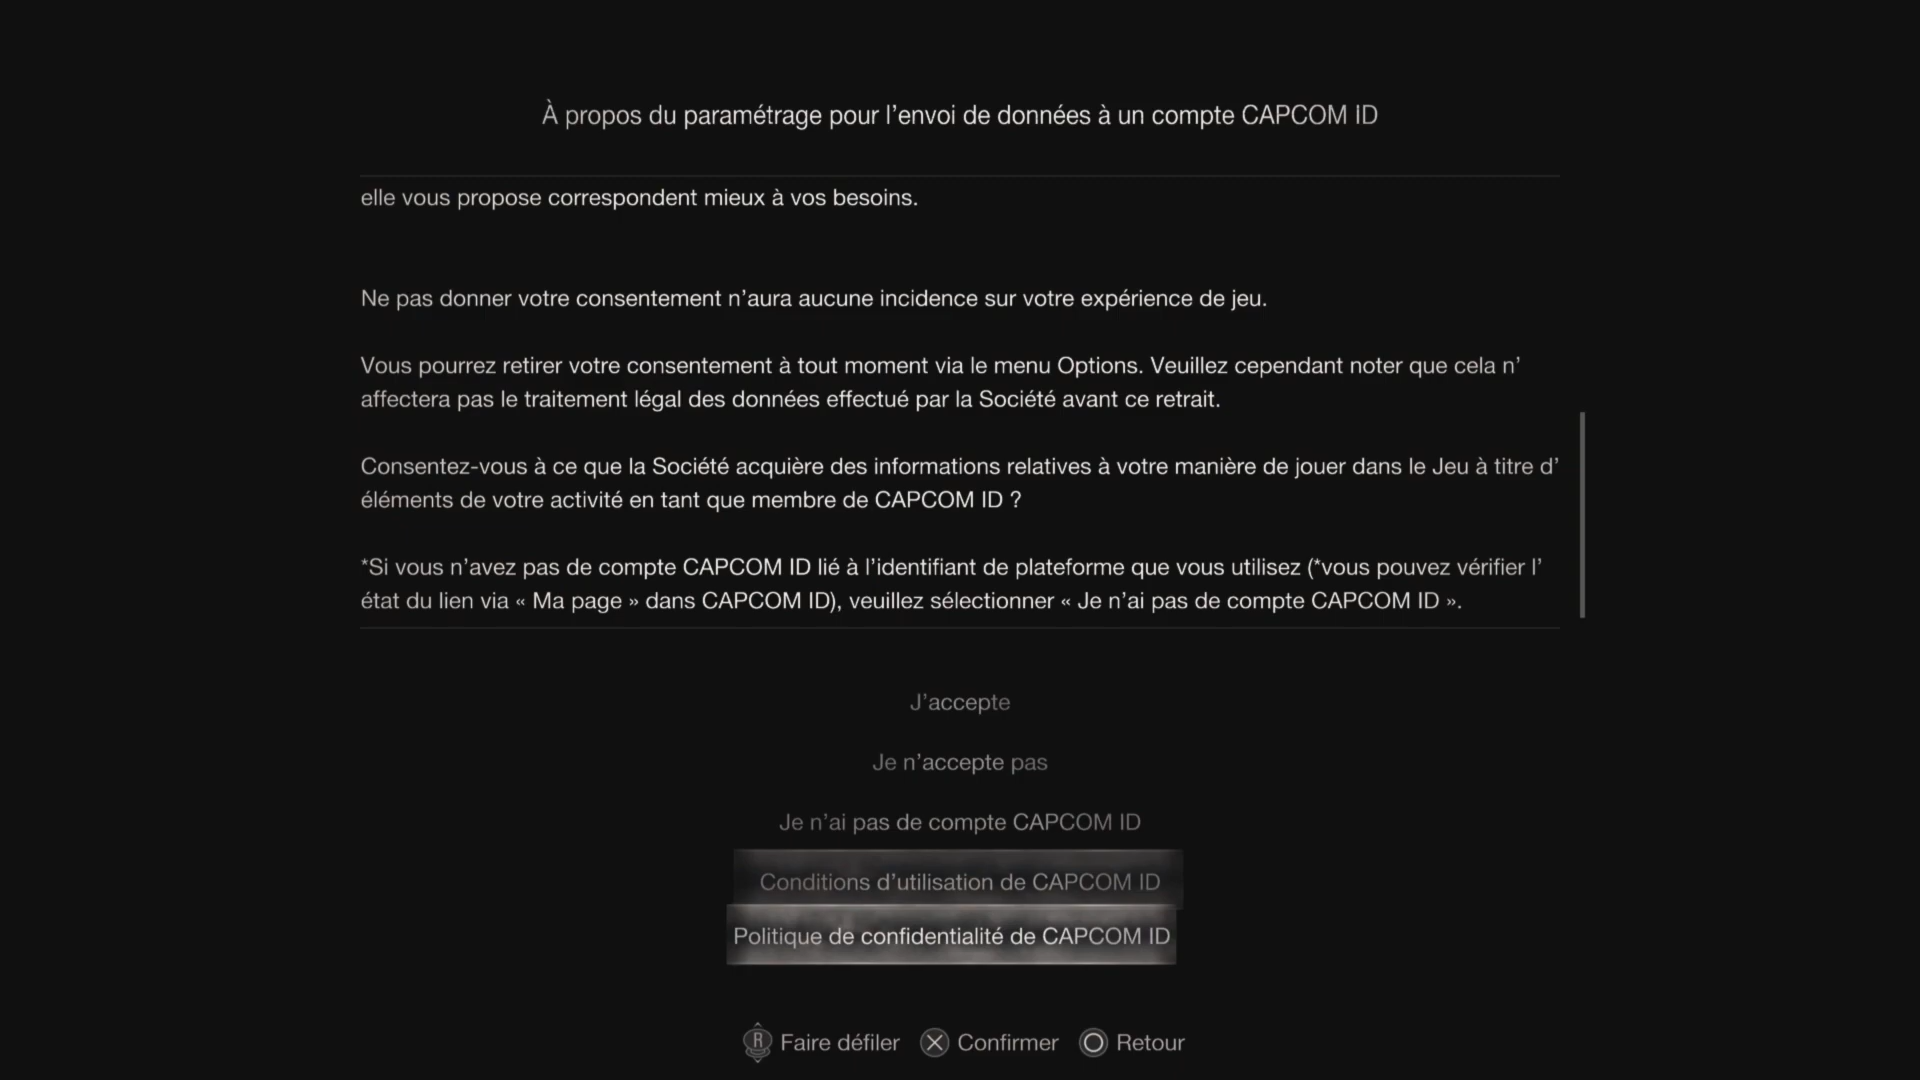 À propos du paramétrage pour l’envoi de données à un compte CAPCOM ID
elle vous propose correspondent mieux à vos besoins.
Ne pas donner votre consentement n’aura aucune incidence sur votre expérience de jeu.
Vous pourrez retirer votre consentement à tout moment via le menu Options. Veuillez cependant noter que cela n’
affectera pas le traitement légal des données effectué par la Société avant ce retrait.
Consentez-vous à ce que la Société acquière des informations relatives à votre manière de jouer dans le Jeu à titre d’
éléments de votre activité en tant que membre de CAPCOM ID ?
*Si vous n’avez pas de compte CAPCOM ID lié à l’identifiant de plateforme que vous utilisez (*vous pouvez vérifier l’
état du lien via « Ma page » dans CAPCOM ID), veuillez sélectionner « Je n’ai pas de compte CAPCOM ID ».
J’accepte
Je n’accepte pas
Je n’ai pas de compte CAPCOM ID
Conditions d’utilisation de CAPCOM ID
Politique de confidentialité de CAPCOM ID
R Faire défiler Confirmer Retour